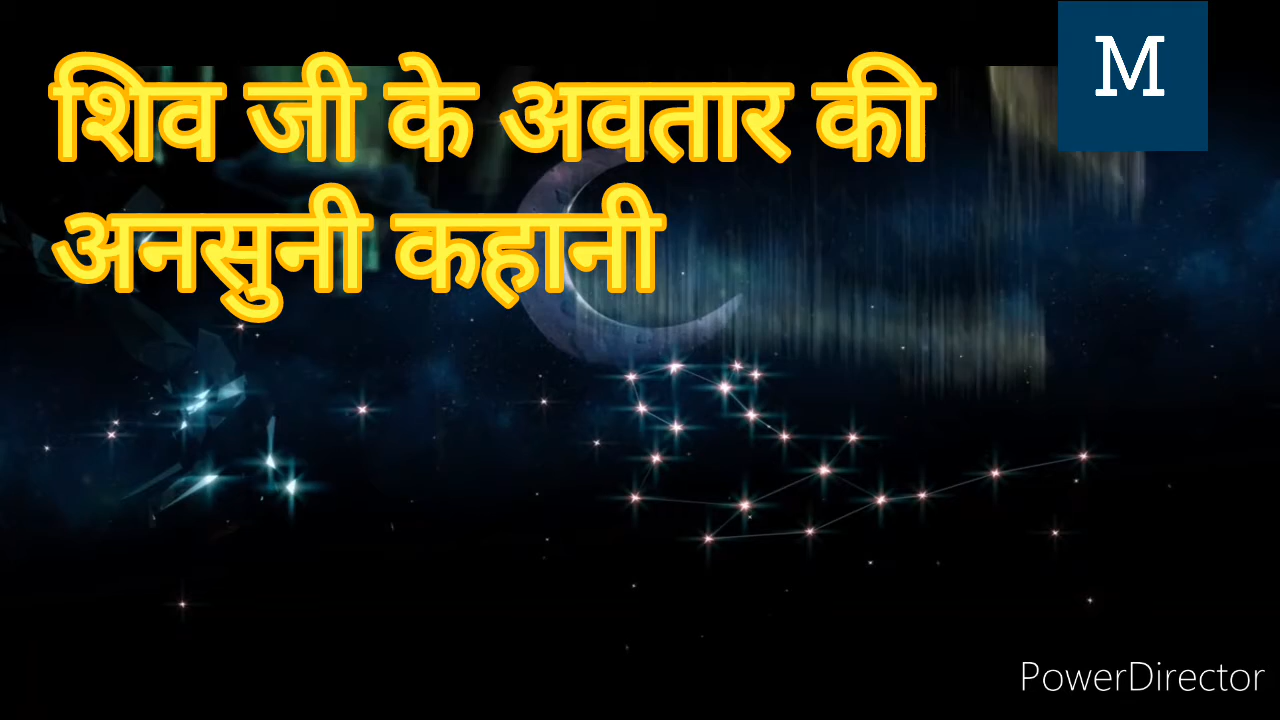 शिव जी के अवतार की
अनसुनी कहानी
M
PowerDirector